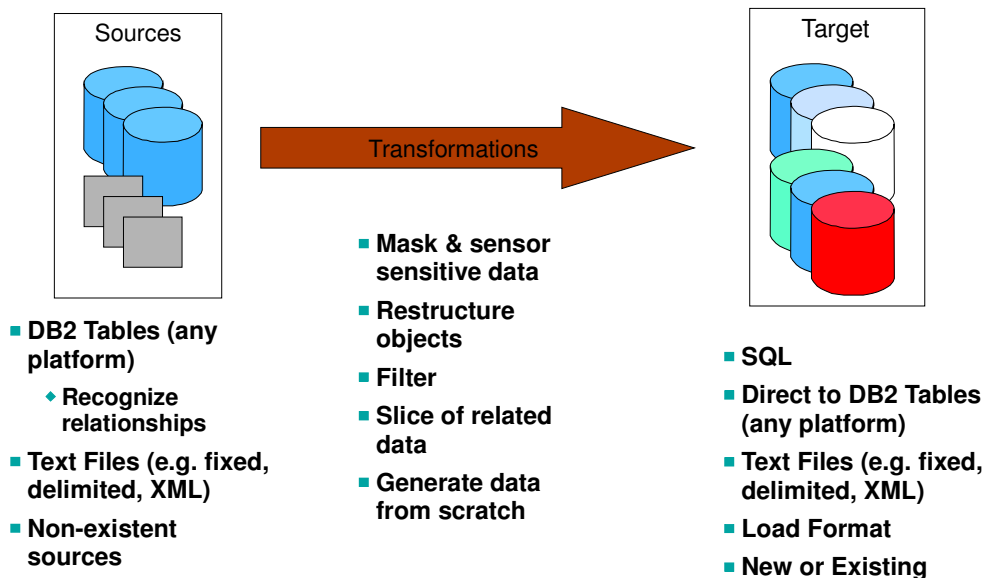 Sources
Transformations
Target
DB2 Tables (any
platform)
Recognize
relationships
Text Files (e.g. fixed,
delimited, XML)
Non-existent
sources
Mask & sensor
sensitive data
Restructure
objects
Filter
Slice of related
data
Generate data
from scratch
SQL
Direct to DB2 Tables
(any platform)
Text Files (e.g. fixed,
delimited, XML)
Load Format
New or Existing